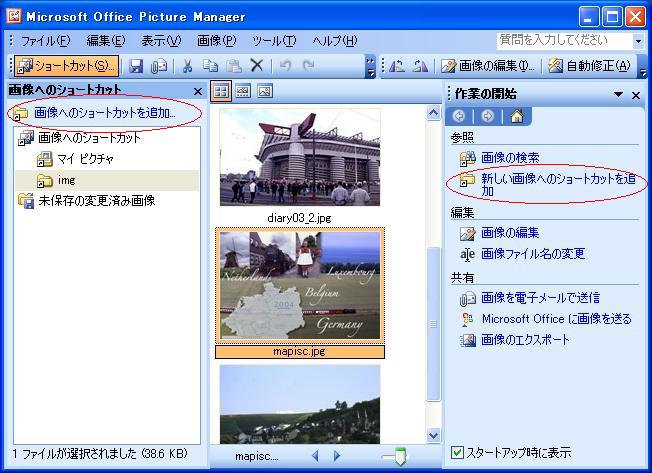 Microsoft Office Picture Manager
ファイル(F) 編集(E) 表示(V) 画像(P) ツール(T) ヘルプ(H) 質問を入力してください
ショートカット(S)... 画像の編集(I)... 自動修正(A)
画像へのショートカット
画像へのショートカットを追加...
画像へのショートカット
マイ ピクチャ
img
未保存の変更済み画像
1 ファイルが選択されました (38.6 KB)
diary03_2.jpg
Netherlands
Luxembourg
Belgium
2004
Germany
mapisc.jpg
mapisc....
作業の開始
参照
画像の検索
新しい画像へのショートカットを追
加
編集
画像の編集
画像ファイル名の変更
共有
画像を電子メールで送信
Microsoft Office に画像を送る
画像のエクスポート
スタートアップ時に表示